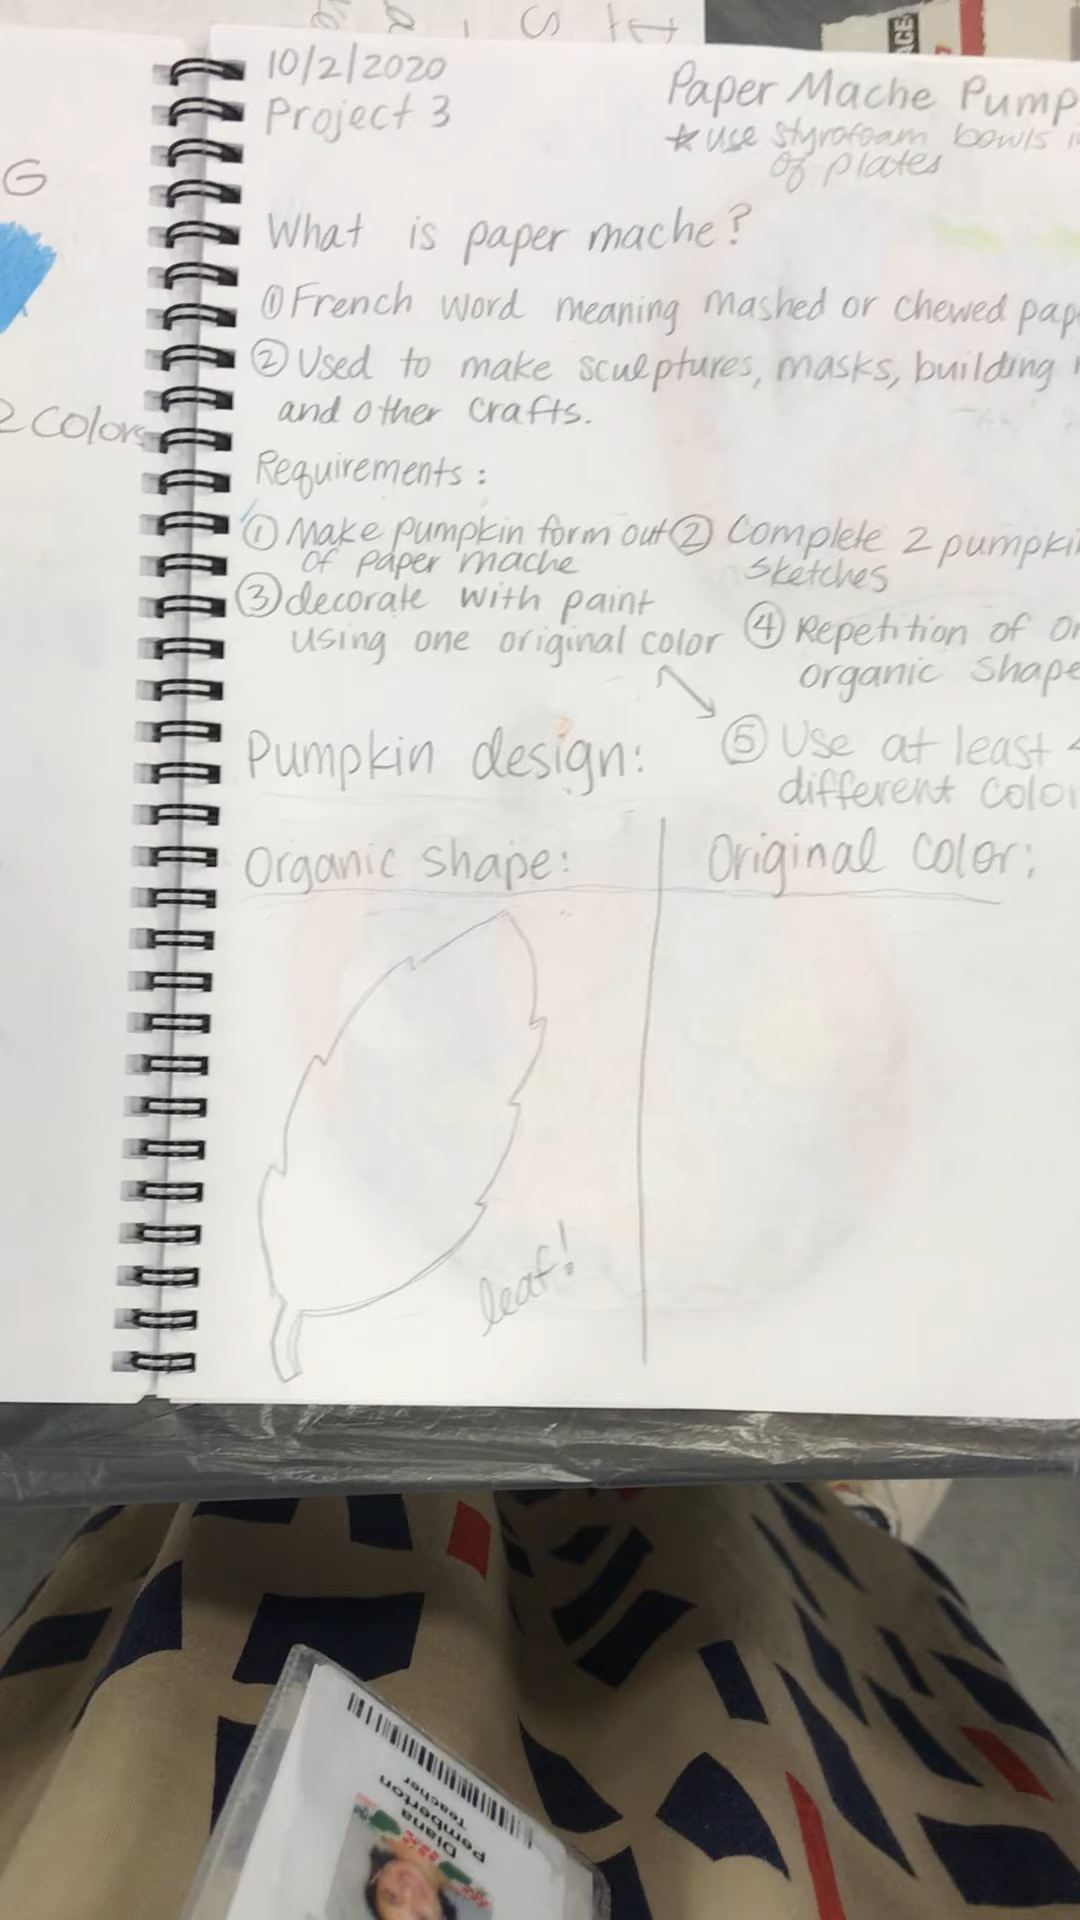 10/2/2020
Project 3
Paper Mache Pump
* use styrofoam bowls
of plates
What is paper mache?
① French word meaning mashed or chewed pap
② Used to make sculptures, masks, building
and other crafts.
Requirements:
① Make pumpkin form out
of paper mache
② Complete 2 pumpki
sketches
③ decorate with paint
using one original color
④ Repetition of
organic shape
⑤ Use at least 4
different colo
Pumpkin design:
Organic shape:
Original Color:
leaf!
G
2 Colors
Diana
Pemberton
Teacher